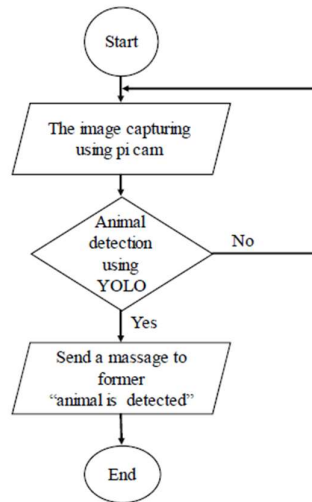 Start
The image capturing
using pi cam
Animal
detection
using
YOLO
No
Yes
Send a massage to
former
“animal is detected”
End